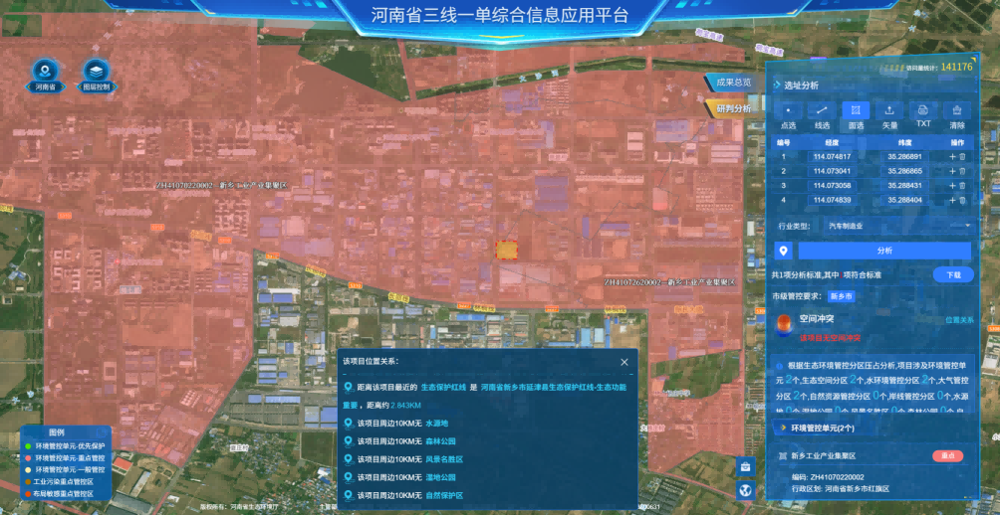 河南省三线一单综合信息应用平台
访问量统计：141176
河南省
图层控制
成果总览
研判分析
选址分析
点选
线选
面选
矢量
TXT
清除
编号 经度 纬度 操作
1 114.074817 35.286891
2 114.073041 35.286865
3 114.073058 35.288431
4 114.074839 35.288404
行业类型： 汽车制造业
分析
共1项分析标准,其中 项符合标准
下载
市级管控要求： 新乡市
空间冲突
位置关系
该项目无空间冲突
根据生态环境管控分区压占分析,项目涉及环境管控单
元 2个,生态空间分区 2个,水环境管控分区 2个,大气管控
分区 2个,自然资源管控分区 0个,岸线管控分区 0个,水源
地 0个,湿地公园 0个,风景名胜区 0个,森林公园 0个,自
环境管控单元(2个)
新乡工业产业集聚区
重点
编码: ZH41070220002
行政区划: 河南省新乡市红旗区
ZH41070220002--新乡工业产业集聚区
ZH41072620002--新乡工业产业集聚区
该项目位置关系：
距离该项目最近的 生态保护红线 是 河南省新乡市延津县生态保护红线-生态功能
重要 ，距离约 2.843KM
该项目周边10KM无 水源地
该项目周边10KM无 森林公园
该项目周边10KM无 风景名胜区
该项目周边10KM无 湿地公园
该项目周边10KM无 自然保护区
图例
环境管控单元-优先保护
环境管控单元-重点管控
环境管控单元-一般管控
工业污染重点管控区
布局敏感重点管控区
版权所有：河南省生态环境厅